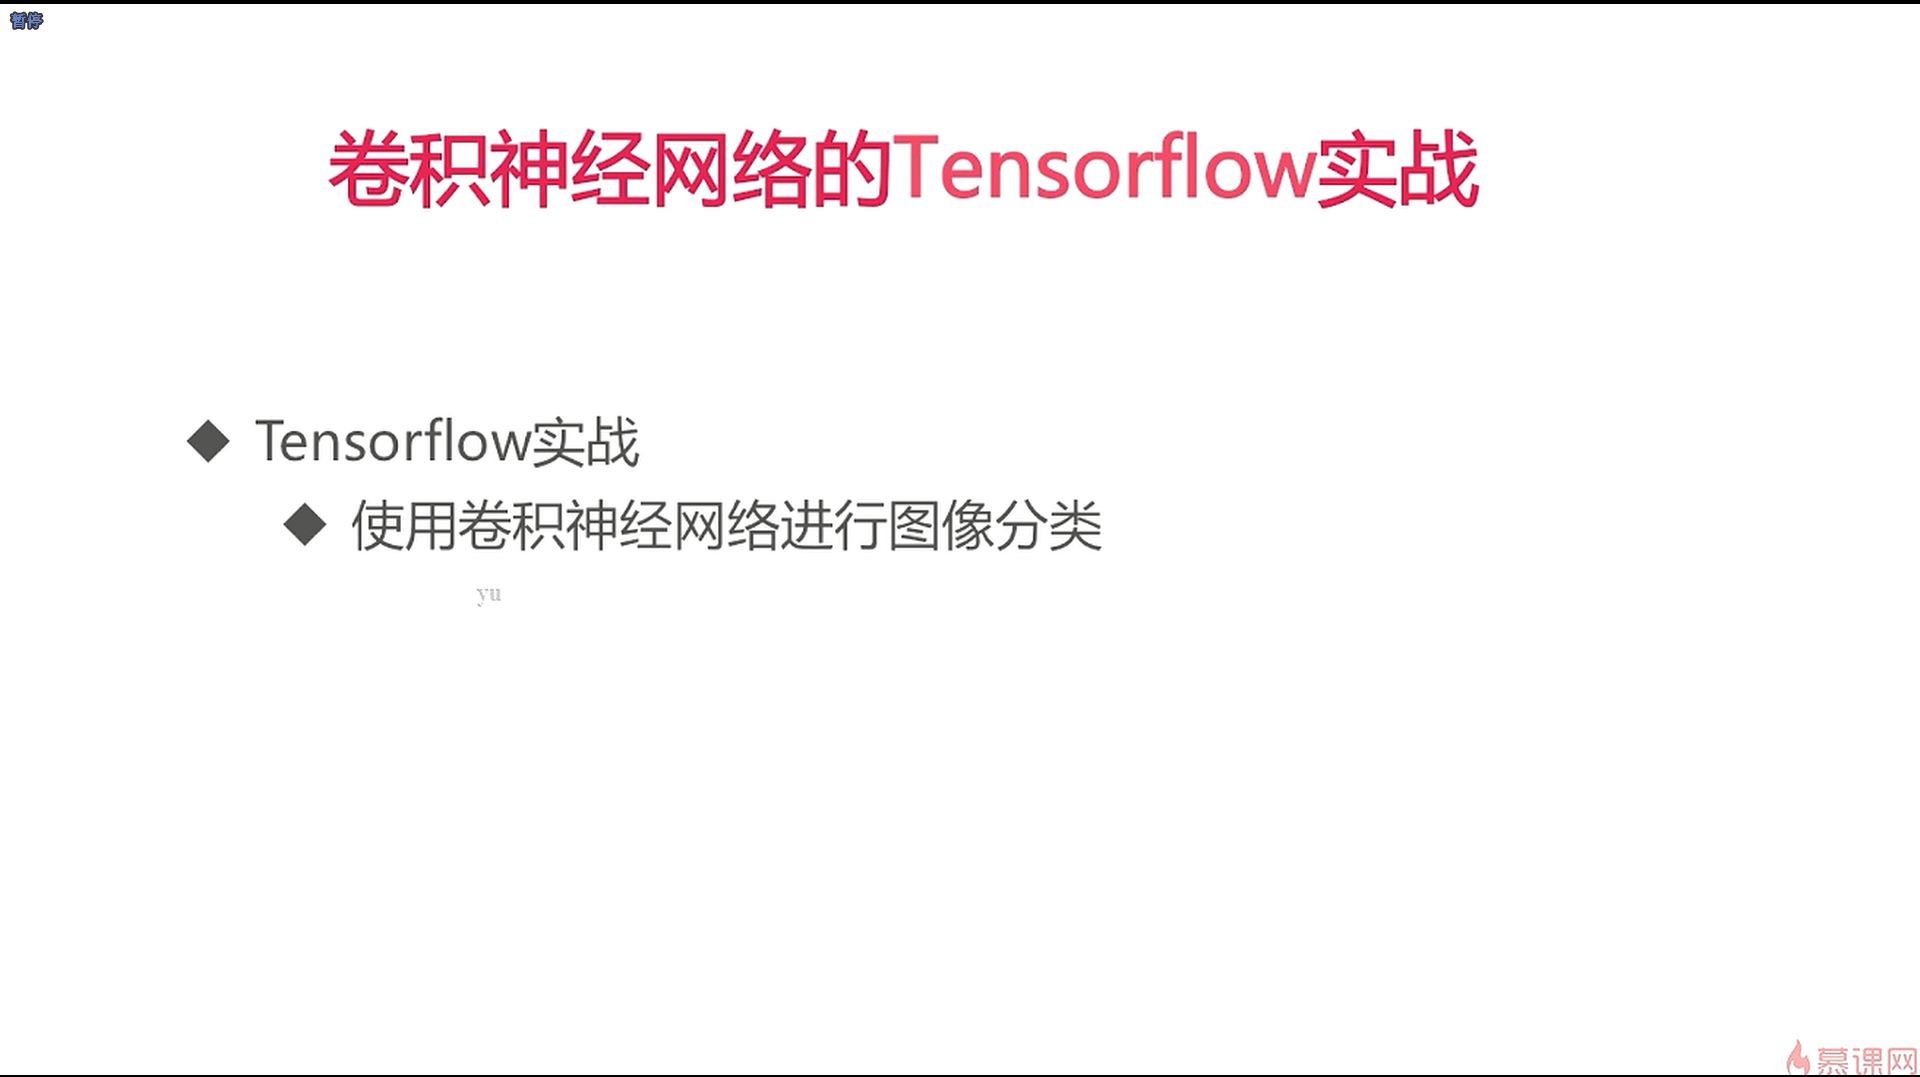 暂停
卷积神经网络的Tensorflow实战
Tensorflow实战
使用卷积神经网络进行图像分类
yu
慕课网